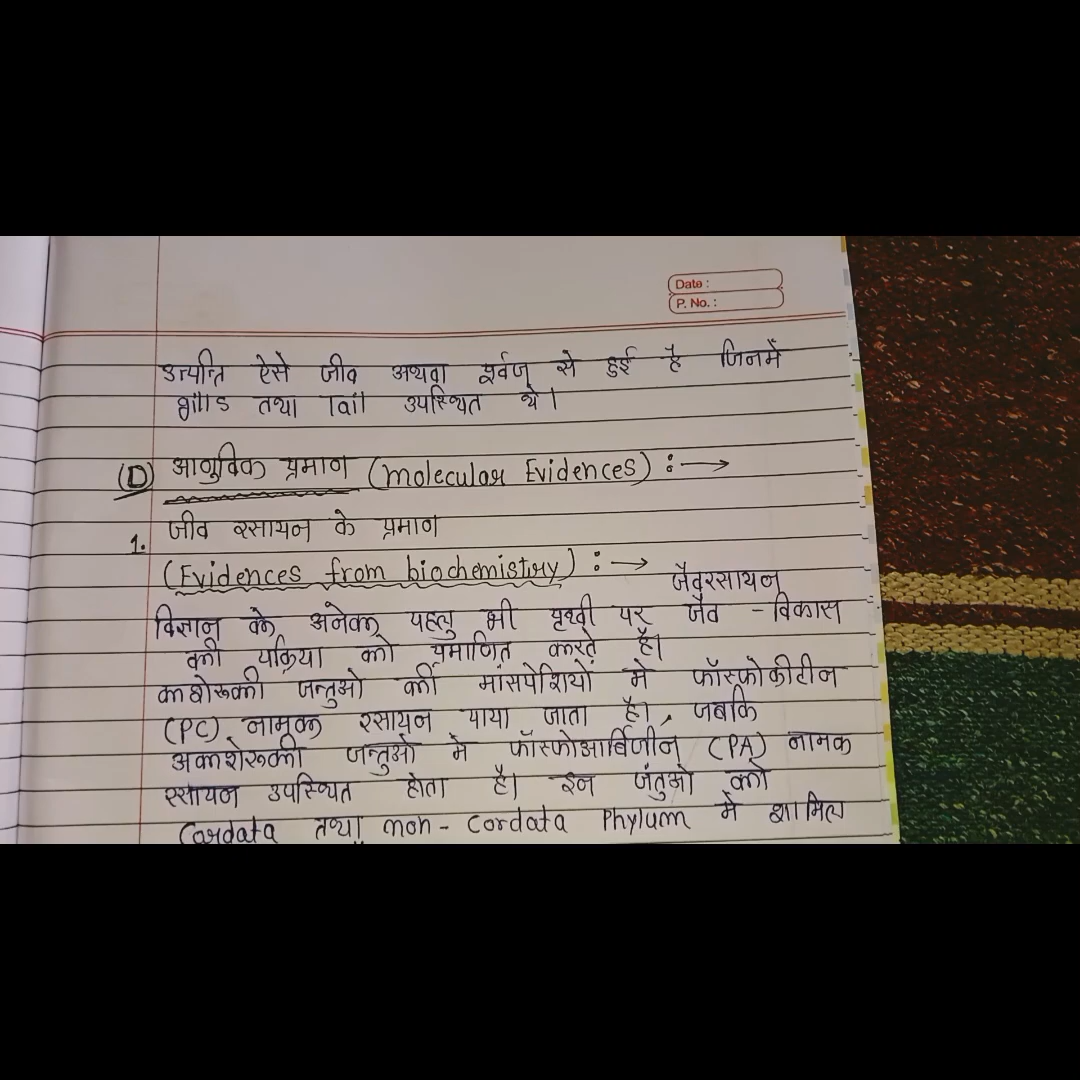 Date :
P. No. :
उत्पत्ति ऐसे जीव अथवा पूर्वज से हुई है जिनमें
gills तथा Tail उपस्थित थे।
(D) आणुविक प्रमाण (Molecular Evidences) :→
1. जीव रसायन के प्रमाण
(Evidences from biochemistry) :→ जैवरसायन
विज्ञान के अनेक पहलु भी पृथ्वी पर जैव - विकास
की प्रक्रिया को प्रमाणित करते है।
कशेरूकी जन्तुओ की मांसपेशियों मे फॉस्फोक्रीटीन
(PC) नामक रसायन पाया जाता है।, जबकि
अकशेरूकी जन्तुओ मे फॉस्फोआर्जिनीन (PA) नामक
रसायन उपस्थित होता है। इन जंतुओ को
Cordata तथा non - Cordata Phylum में शामिल